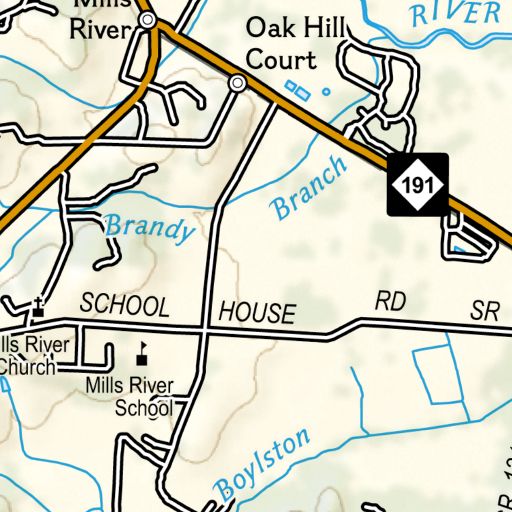 Mills
River
RIVER
Oak Hill
Court
191
Branch
Brandy
SCHOOL HOUSE RD SR
lls River
Church
Mills River
School
Boylston